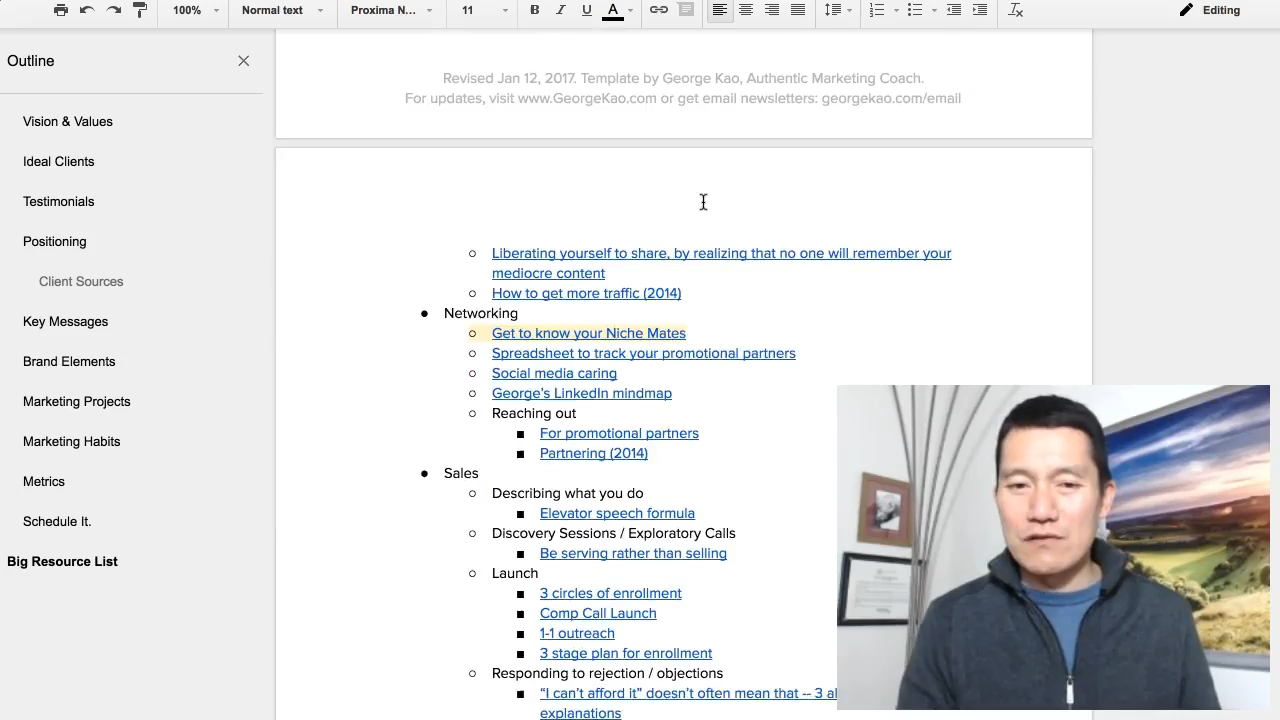 100%
Normal text
Proxima N...
11
B
I
U
A
Editing
Outline
Vision & Values
Ideal Clients
Testimonials
Positioning
Client Sources
Key Messages
Brand Elements
Marketing Projects
Marketing Habits
Metrics
Schedule It.
Big Resource List
Revised Jan 12, 2017. Template by George Kao, Authentic Marketing Coach.
For updates, visit www.GeorgeKao.com or get email newsletters: georgekao.com/email
Liberating yourself to share, by realizing that no one will remember your
mediocre content
How to get more traffic (2014)
Networking
Get to know your Niche Mates
Spreadsheet to track your promotional partners
Social media caring
George's LinkedIn mindmap
Reaching out
For promotional partners
Partnering (2014)
Sales
Describing what you do
Elevator speech formula
Discovery Sessions / Exploratory Calls
Be serving rather than selling
Launch
3 circles of enrollment
Comp Call Launch
1-1 outreach
3 stage plan for enrollment
Responding to rejection / objections
"I can't afford it" doesn't often mean that -- 3
explanations